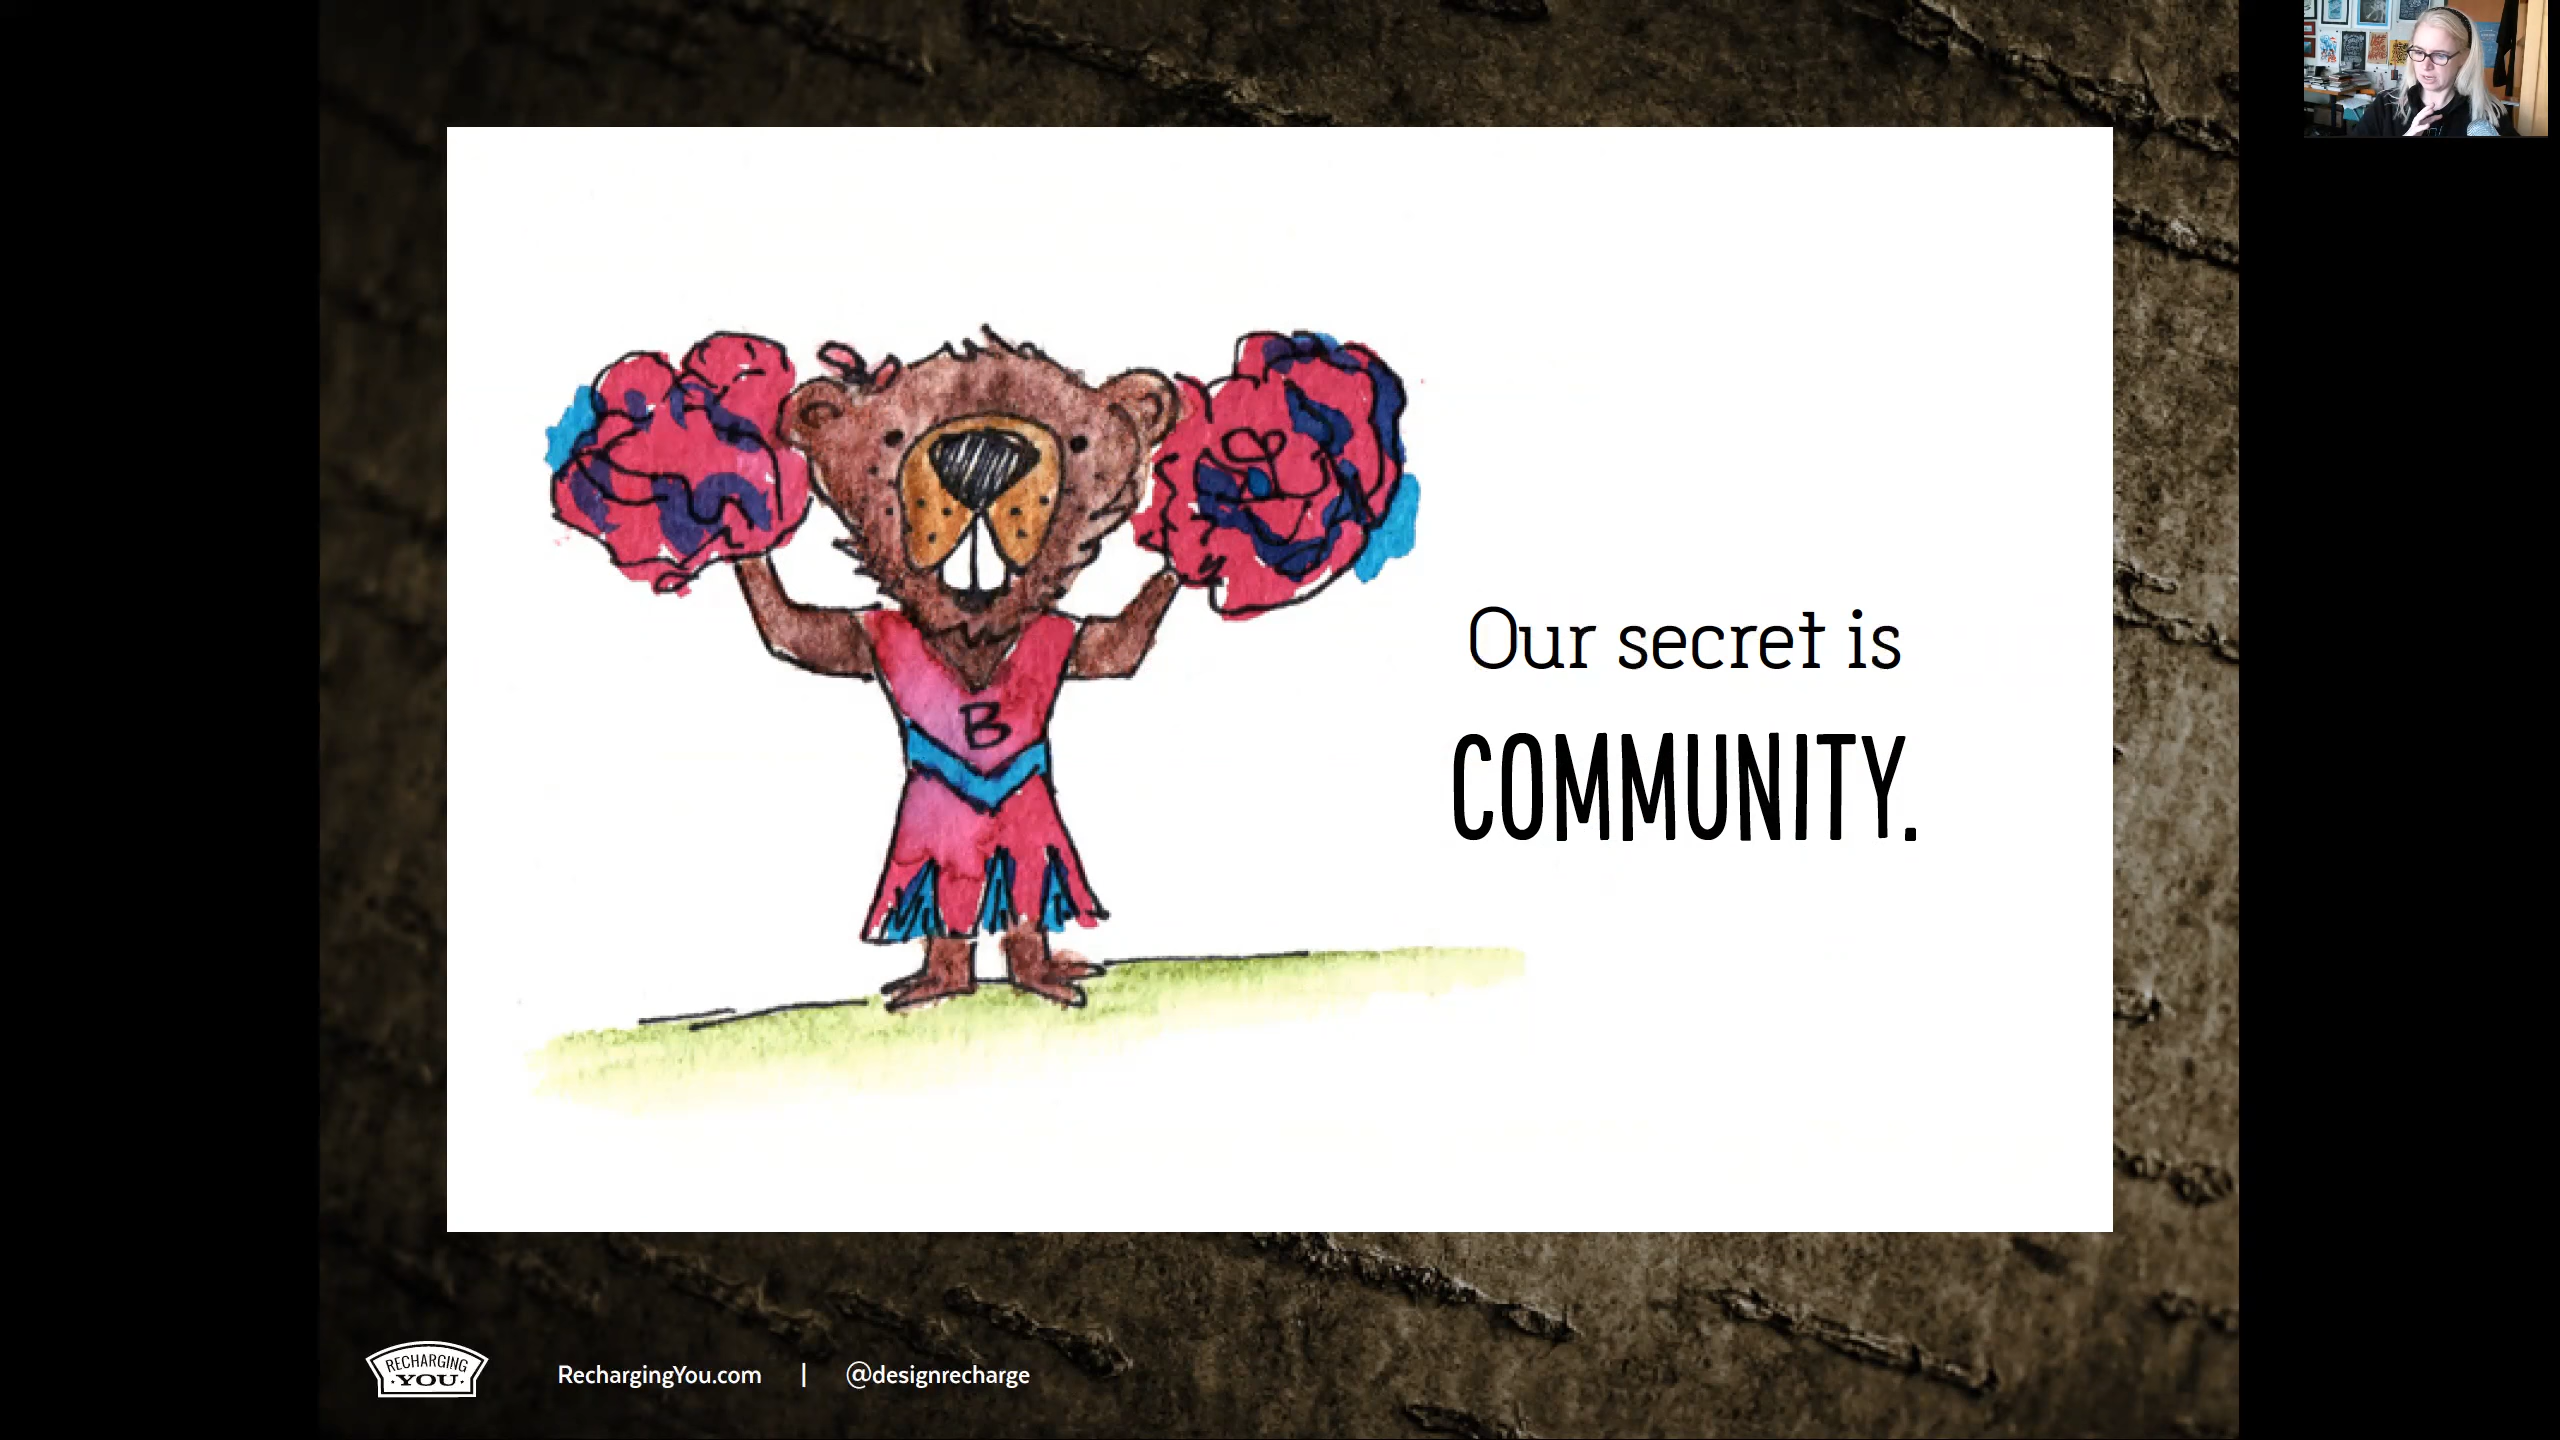 B
Our secret is
COMMUNITY.
RECHARGING
· YOU ·
RechargingYou.com | @designrecharge